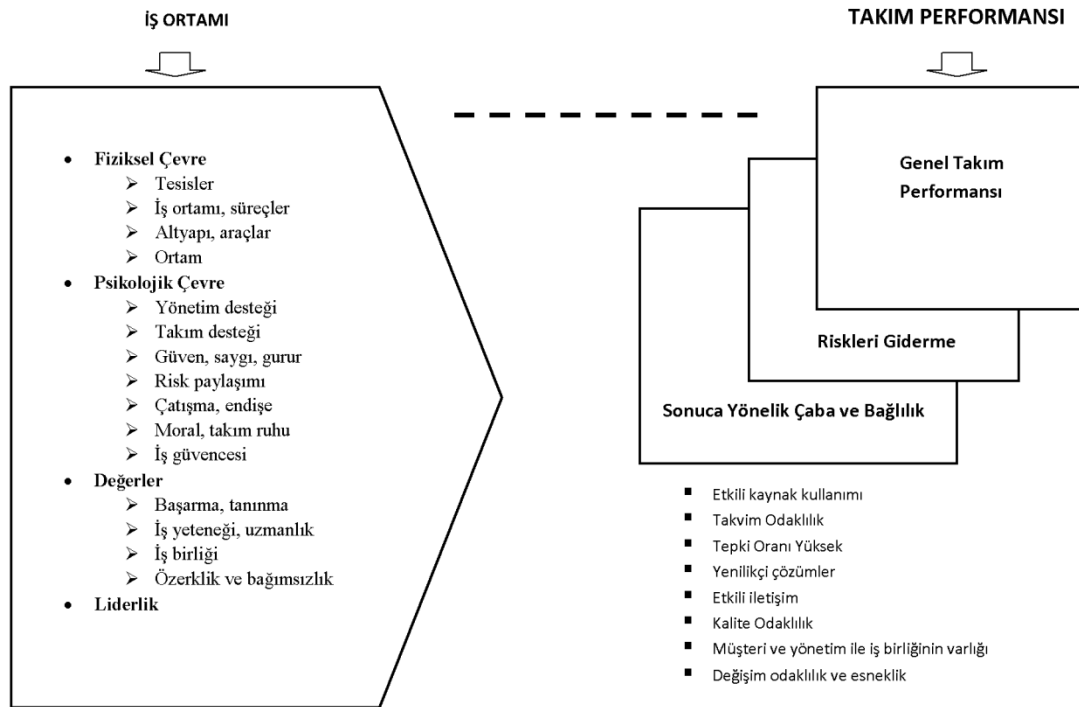 İŞ ORTAMI
Fiziksel Çevre
Tesisler
İş ortamı, süreçler
Altyapı, araçlar
Ortam
Psikolojik Çevre
Yönetim desteği
Takım desteği
Güven, saygı, gurur
Risk paylaşımı
Çatışma, endişe
Moral, takım ruhu
İş güvencesi
Değerler
Başarma, tanınma
İş yeteneği, uzmanlık
İş birliği
Özerklik ve bağımsızlık
Liderlik
TAKIM PERFORMANSI
Genel Takım
Performansı
Riskleri Giderme
Sonuca Yönelik Çaba ve Bağlılık
Etkili kaynak kullanımı
Takvim Odaklılık
Tepki Oranı Yüksek
Yenilikçi çözümler
Etkili iletişim
Kalite Odaklılık
Müşteri ve yönetim ile iş birliğinin varlığı
Değişim odaklılık ve esneklik